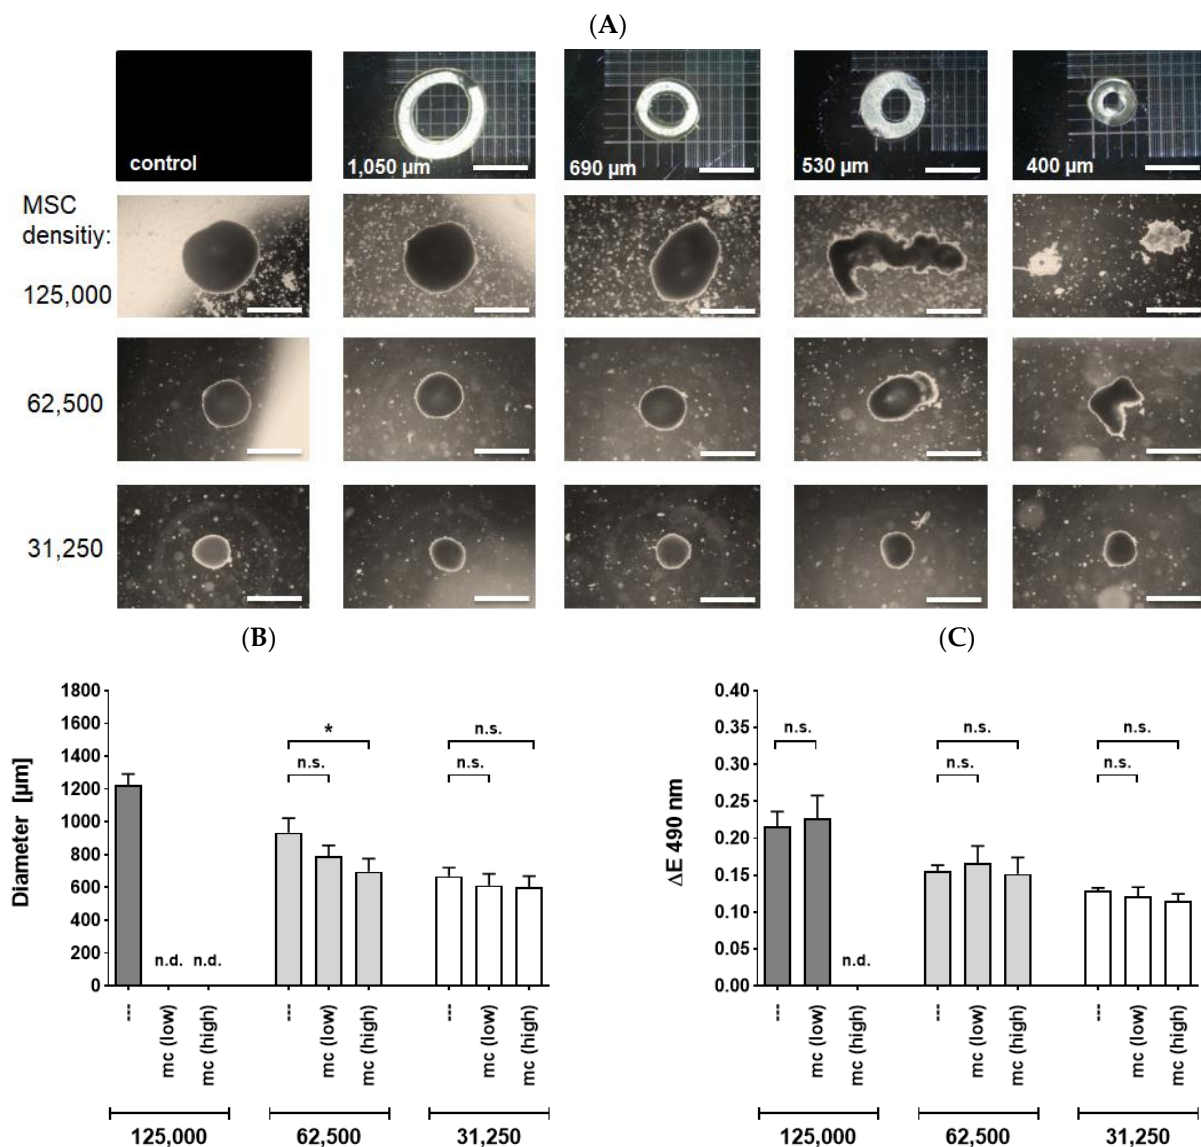 (A)
control
1,050 µm
690 µm
530 µm
400 µm
MSC
densitiy:
125,000
62,500
31,250
(B)
(C)
Diameter [µm]
1800
1600
1400
1200
1000
800
600
400
200
0
n.d.
n.d.
*
n.s.
n.s.
n.s.
---
mc (low)
mc (high)
---
mc (low)
mc (high)
---
mc (low)
mc (high)
125,000
62,500
31,250
ΔE 490 nm
0.40
0.35
0.30
0.25
0.20
0.15
0.10
0.05
0.00
n.s.
n.d.
n.s.
n.s.
n.s.
n.s.
---
mc (low)
mc (high)
---
mc (low)
mc (high)
---
mc (low)
mc (high)
125,000
62,500
31,250